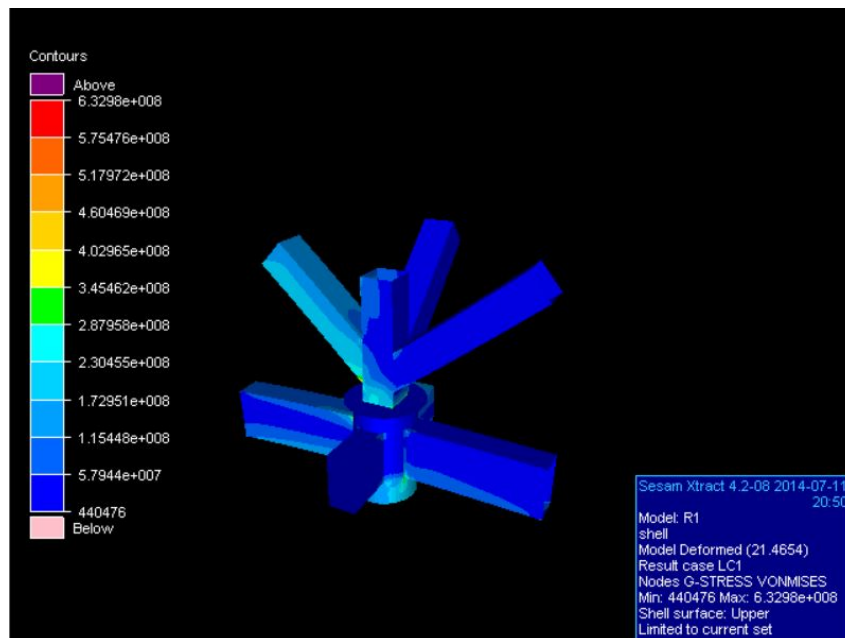 Contours
Above
6.3298e+008
5.75476e+008
5.17972e+008
4.60469e+008
4.02965e+008
3.45462e+008
2.87958e+008
2.30455e+008
1.72951e+008
1.15448e+008
5.7944e+007
440476
Below
Sesam Xtract 4.2-08 2014-07-11
20:50
Model: R1
shell
Model Deformed (21.4654)
Result case LC1
Nodes G-STRESS VONMISES
Min: 440476 Max: 6.3298e+008
Shell surface: Upper
Limited to current set